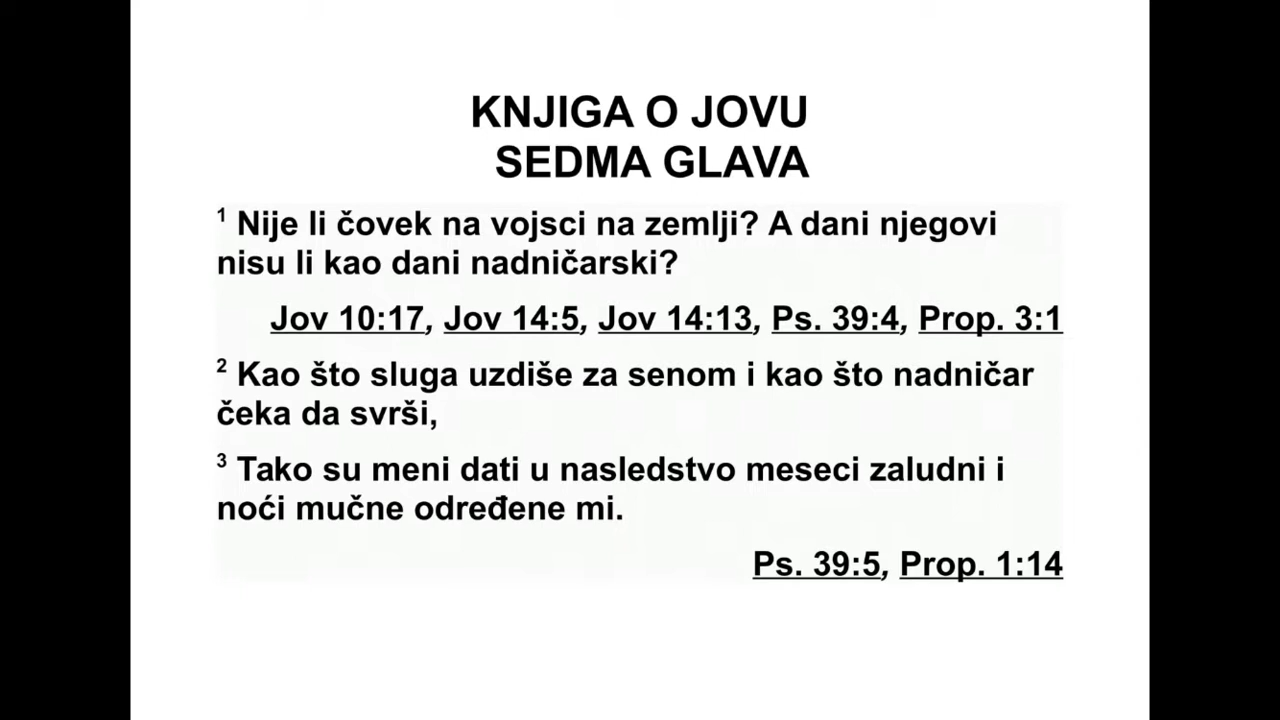 KNJIGA O JOVU
SEDMA GLAVA
1 Nije li čovek na vojsci na zemlji? A dani njegovi
nisu li kao dani nadničarski?
Jov 10:17, Jov 14:5, Jov 14:13, Ps. 39:4, Prop. 3:1
2 Kao što sluga uzdiše za senom i kao što nadničar
čeka da svrši,
3 Tako su meni dati u nasledstvo meseci zaludni i
noći mučne određene mi.
Ps. 39:5, Prop. 1:14